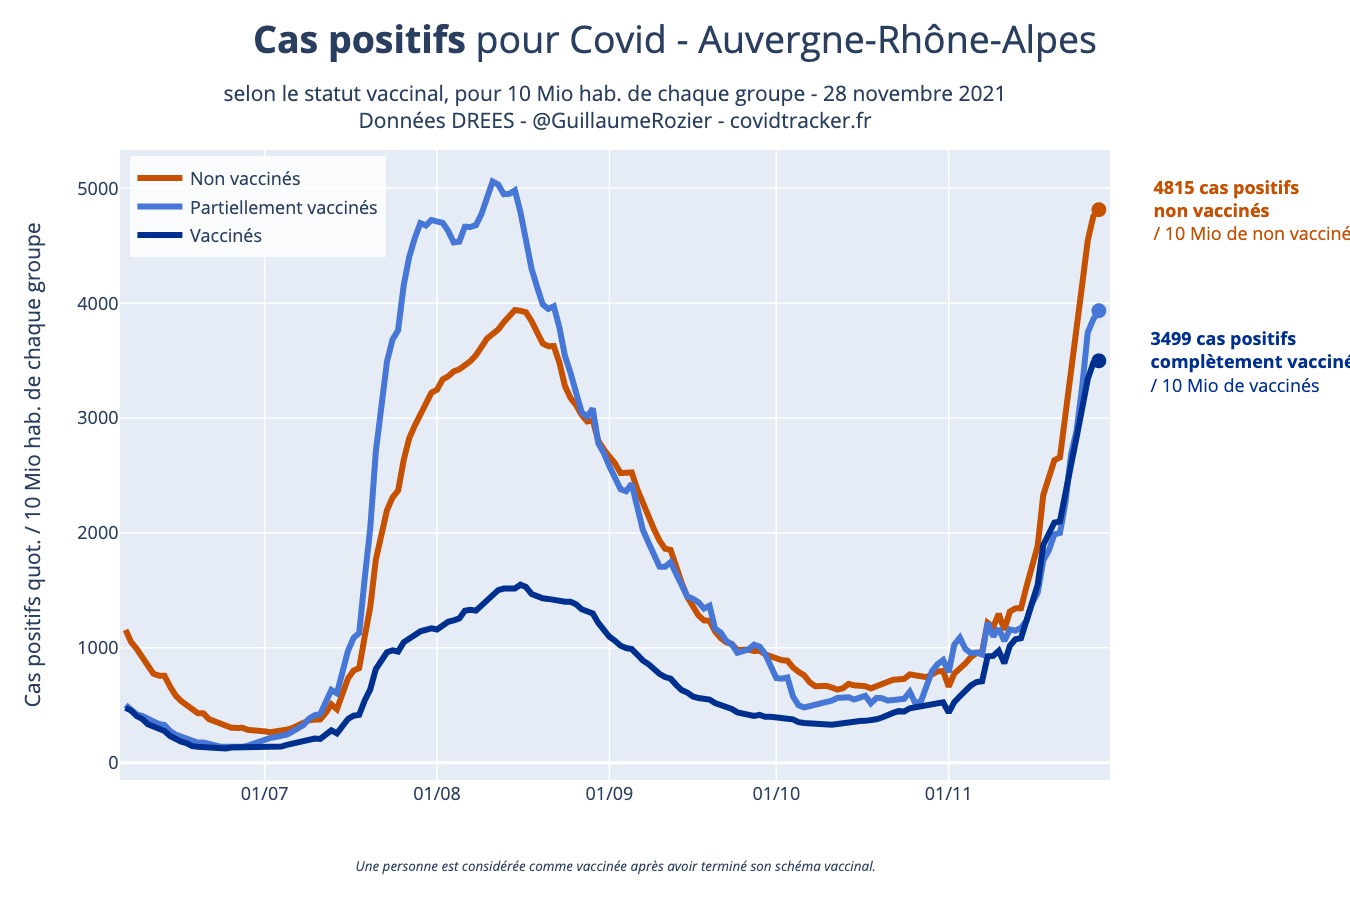 Cas positifs pour Covid - Auvergne-Rhône-Alpes
selon le statut vaccinal, pour 10 Mio hab. de chaque groupe - 28 novembre 2021
Données DREES - @GuillaumeRozier - covidtracker.fr
Cas positifs quot. / 10 Mio hab. de chaque groupe
Non vaccinés
Partiellement vaccinés
Vaccinés
5000
4000
3000
2000
1000
0
01/07
01/08
01/09
01/10
01/11
4815 cas positifs
non vaccinés
/ 10 Mio de non vacciné
3499 cas positifs
complètement vacciné
/ 10 Mio de vaccinés
Une personne est considérée comme vaccinée après avoir terminé son schéma vaccinal.